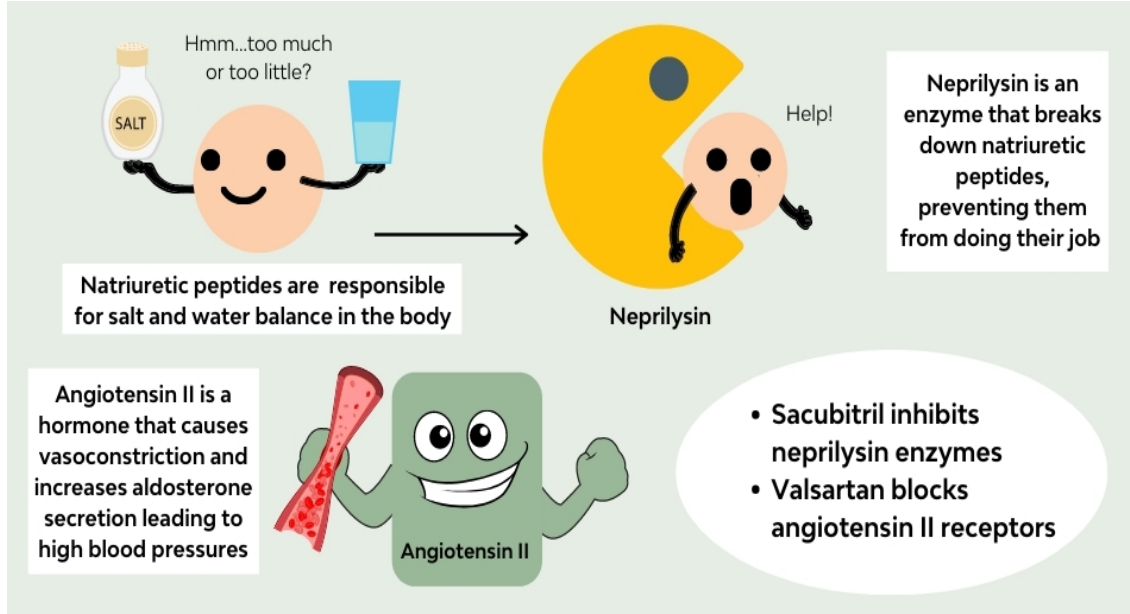 Hmm...too much
or too little?
SALT
Help!
Neprilysin is an
enzyme that breaks
down natriuretic
peptides,
preventing them
from doing their job
Natriuretic peptides are responsible
for salt and water balance in the body
Neprilysin
Angiotensin II is a
hormone that causes
vasoconstriction and
increases aldosterone
secretion leading to
high blood pressures
Angiotensin II
• Sacubitril inhibits
neprilysin enzymes
• Valsartan blocks
angiotensin II receptors